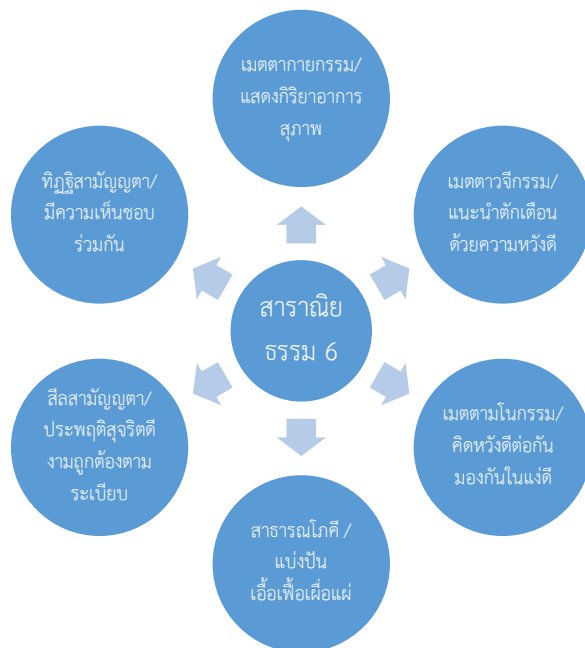 เมตตากายกรรม/
แสดงกิริยาอาการ
สุภาพ
ทิฏฐิสามัญญตา/
มีความเห็นชอบ
ร่วมกัน
เมตตาวจีกรรม/
แนะนำตักเตือน
ด้วยความหวังดี
สาราณีย
ธรรม 6
สีลสามัญญตา/
ประพฤติสุจริตดี
งามถูกต้องตาม
ระเบียบ
เมตตามโนกรรม/
คิดหวังดีต่อกัน
มองกันในแง่ดี
สาธารณโภคี /
แบ่งปัน
เอื้อเฟื้อเผื่อแผ่